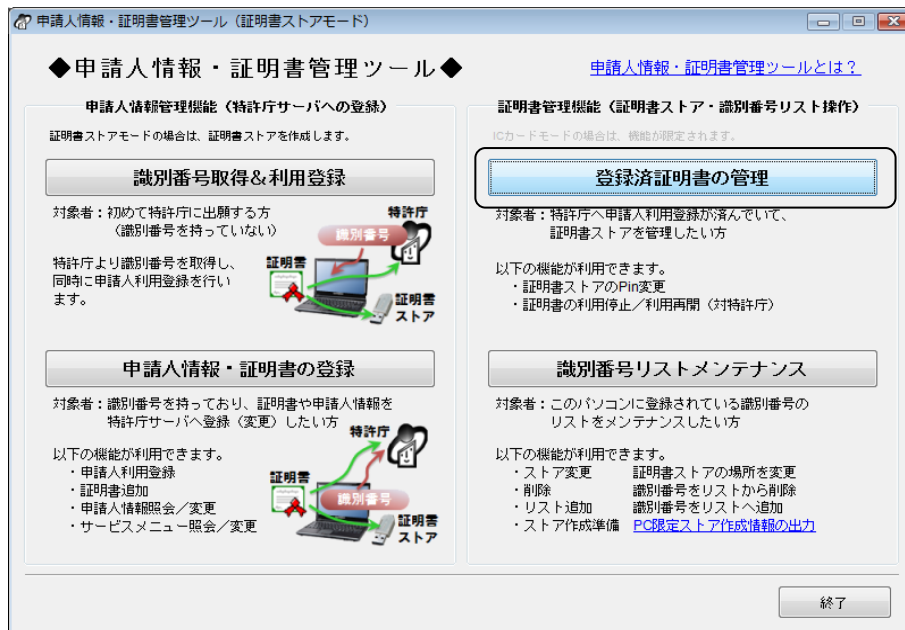 申請人情報・証明書管理ツール（証明書ストアモード）
◆申請人情報・証明書管理ツール◆
申請人情報・証明書管理ツールとは？
申請人情報管理機能（特許庁サーバへの登録）
証明書ストアモードの場合は、証明書ストアを作成します。
識別番号取得&利用登録
対象者：初めて特許庁に出願する方
（識別番号を持っていない）
特許庁より識別番号を取得し、
同時に申請人利用登録を行い
ます。
特許庁
識別番号
証明書
証明書
ストア
申請人情報・証明書の登録
対象者：識別番号を持っており、証明書や申請人情報を
特許庁サーバへ登録（変更）したい方
以下の機能が利用できます。
・申請人利用登録
・証明書追加
・申請人情報照会／変更
・サービスメニュー照会／変更
特許庁
証明書
識別番号
証明書
ストア
証明書管理機能（証明書ストア・識別番号リスト操作）
ICカードモードの場合は、機能が限定されます。
登録済証明書の管理
対象者：特許庁へ申請人利用登録が済んでいて、
証明書ストアを管理したい方
以下の機能が利用できます。
・証明書ストアのPin変更
・証明書の利用停止／利用再開（対特許庁）
識別番号リストメンテナンス
対象者：このパソコンに登録されている識別番号の
リストをメンテナンスしたい方
以下の機能が利用できます。
・ストア変更 証明書ストアの場所を変更
・削除 識別番号をリストから削除
・リスト追加 識別番号をリストへ追加
・ストア作成準備 PC限定ストア作成情報の出力
終了